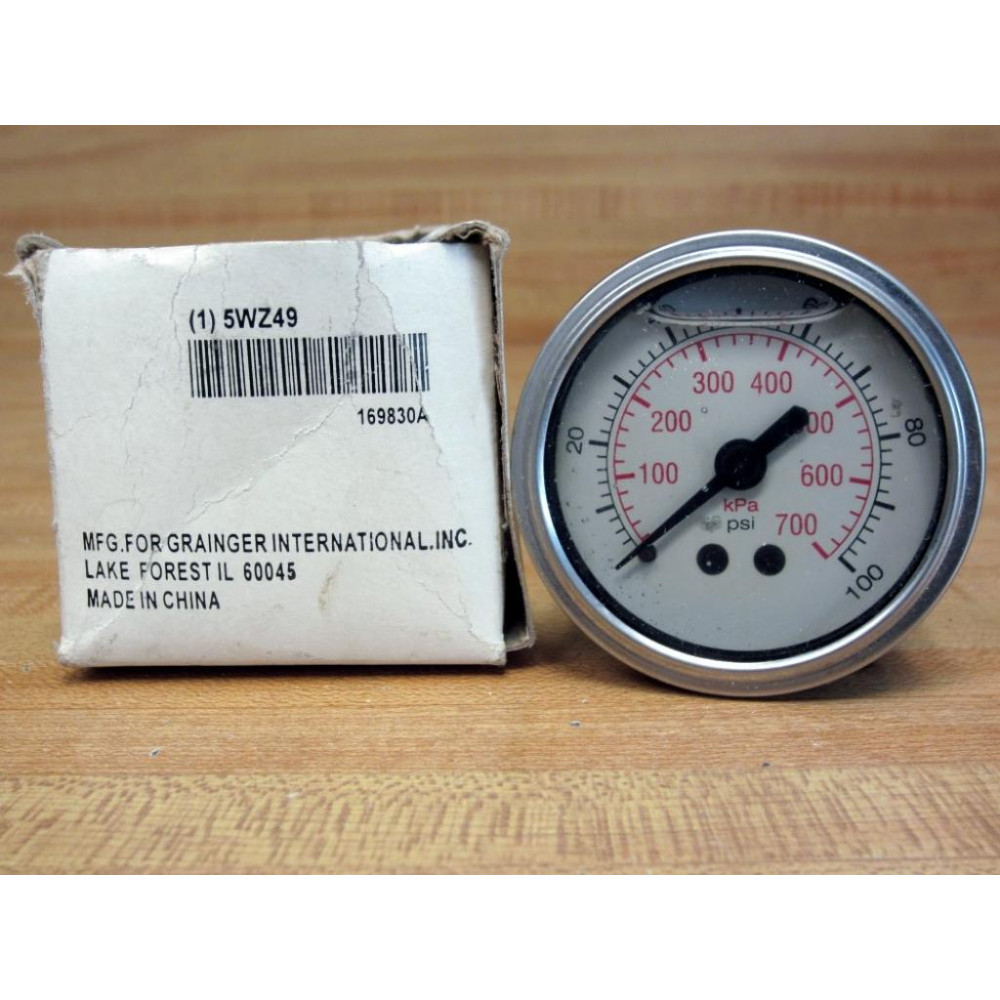 (1) 5WZ49
169830A
MFG.FOR GRAINGER INTERNATIONAL.INC.
LAKE FOREST IL 60045
MADE IN CHINA
300 400
200
20
80
100
600
kPa
psi
700
100